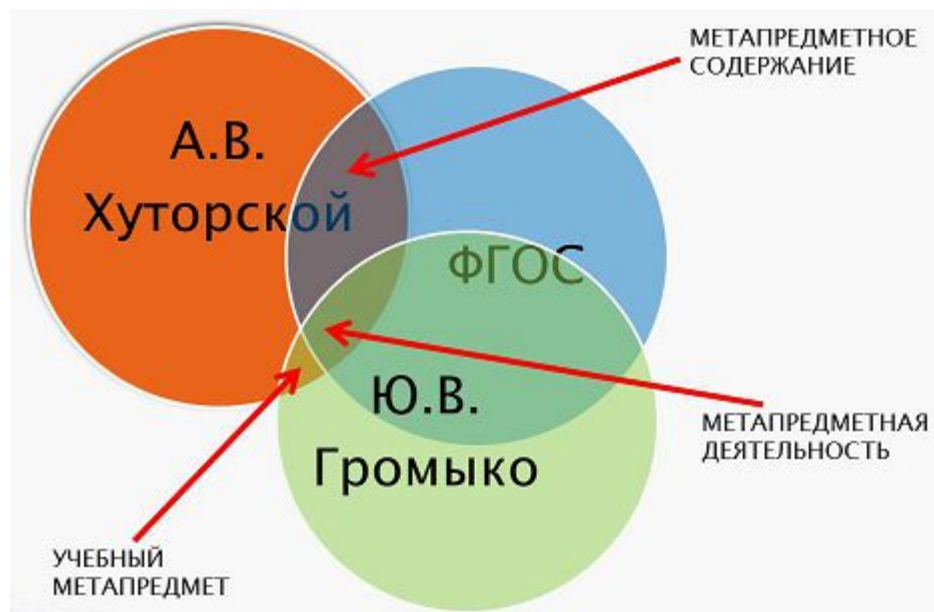 МЕТАПРЕДМЕТНОЕ
СОДЕРЖАНИЕ
А.В.
Хуторской
ФГОС
Ю.В.
Громыко
МЕТАПРЕДМЕТНАЯ
ДЕЯТЕЛЬНОСТЬ
УЧЕБНЫЙ
МЕТАПРЕДМЕТ